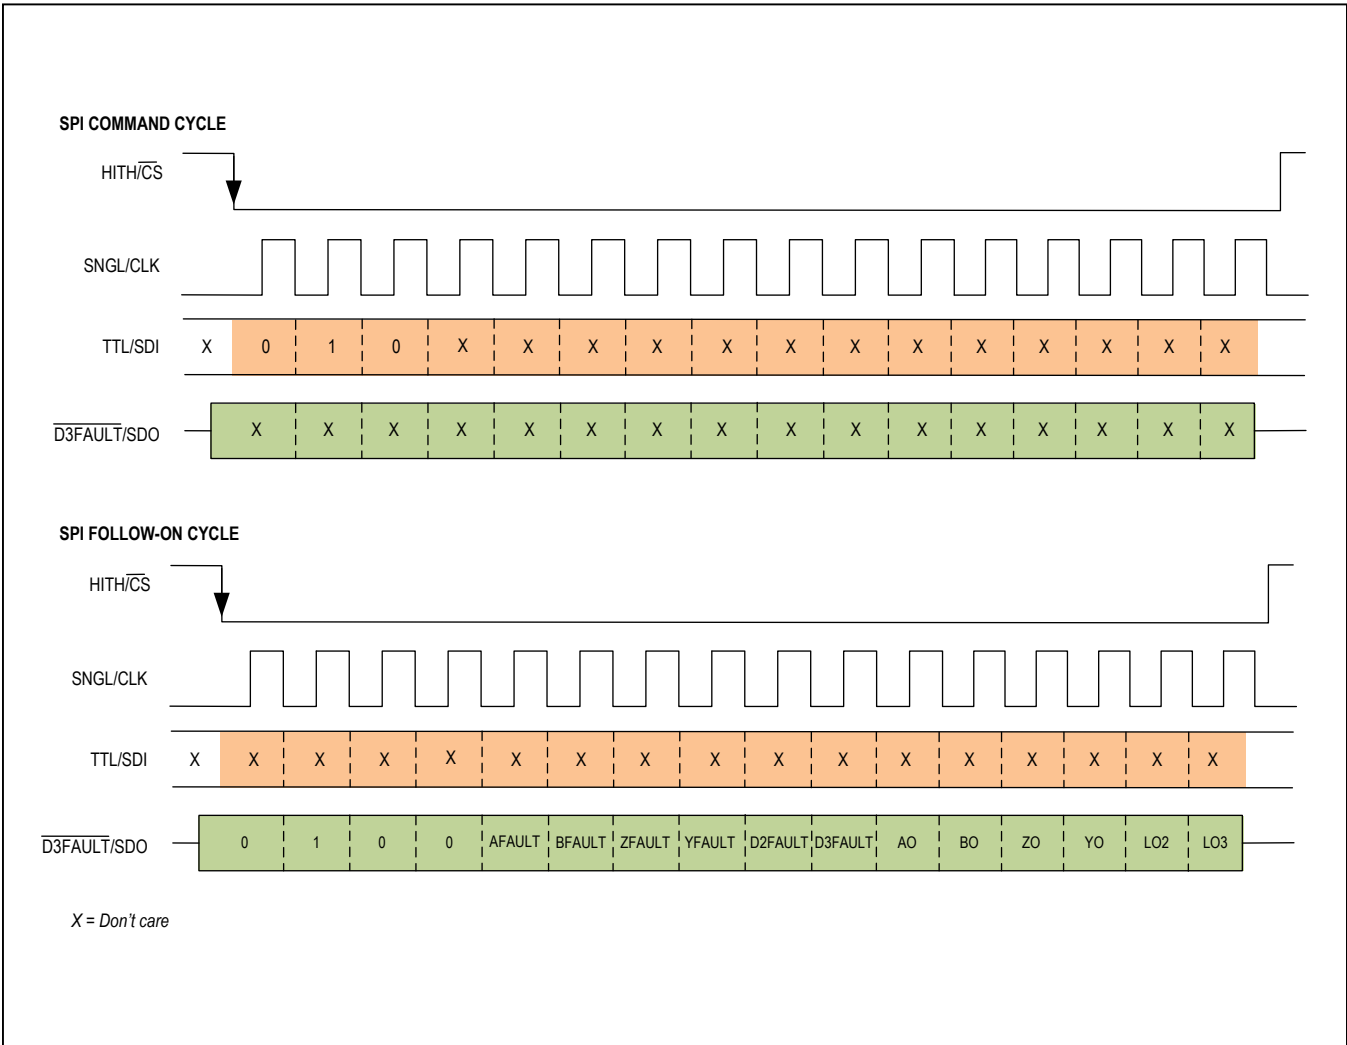 SPI COMMAND CYCLE
HITH/CS
SNGL/CLK
TTL/SDI X 0 1 0 X X X X X X X X X X X X X
D3FAULT/SDO X X X X X X X X X X X X X X X X
SPI FOLLOW-ON CYCLE
HITH/CS
SNGL/CLK
TTL/SDI X X X X X X X X X X X X X X X X X
D3FAULT/SDO 0 1 0 0 AFAULT BFAULT ZFAULT YFAULT D2FAULT D3FAULT AO BO ZO YO LO2 LO3
X = Don't care